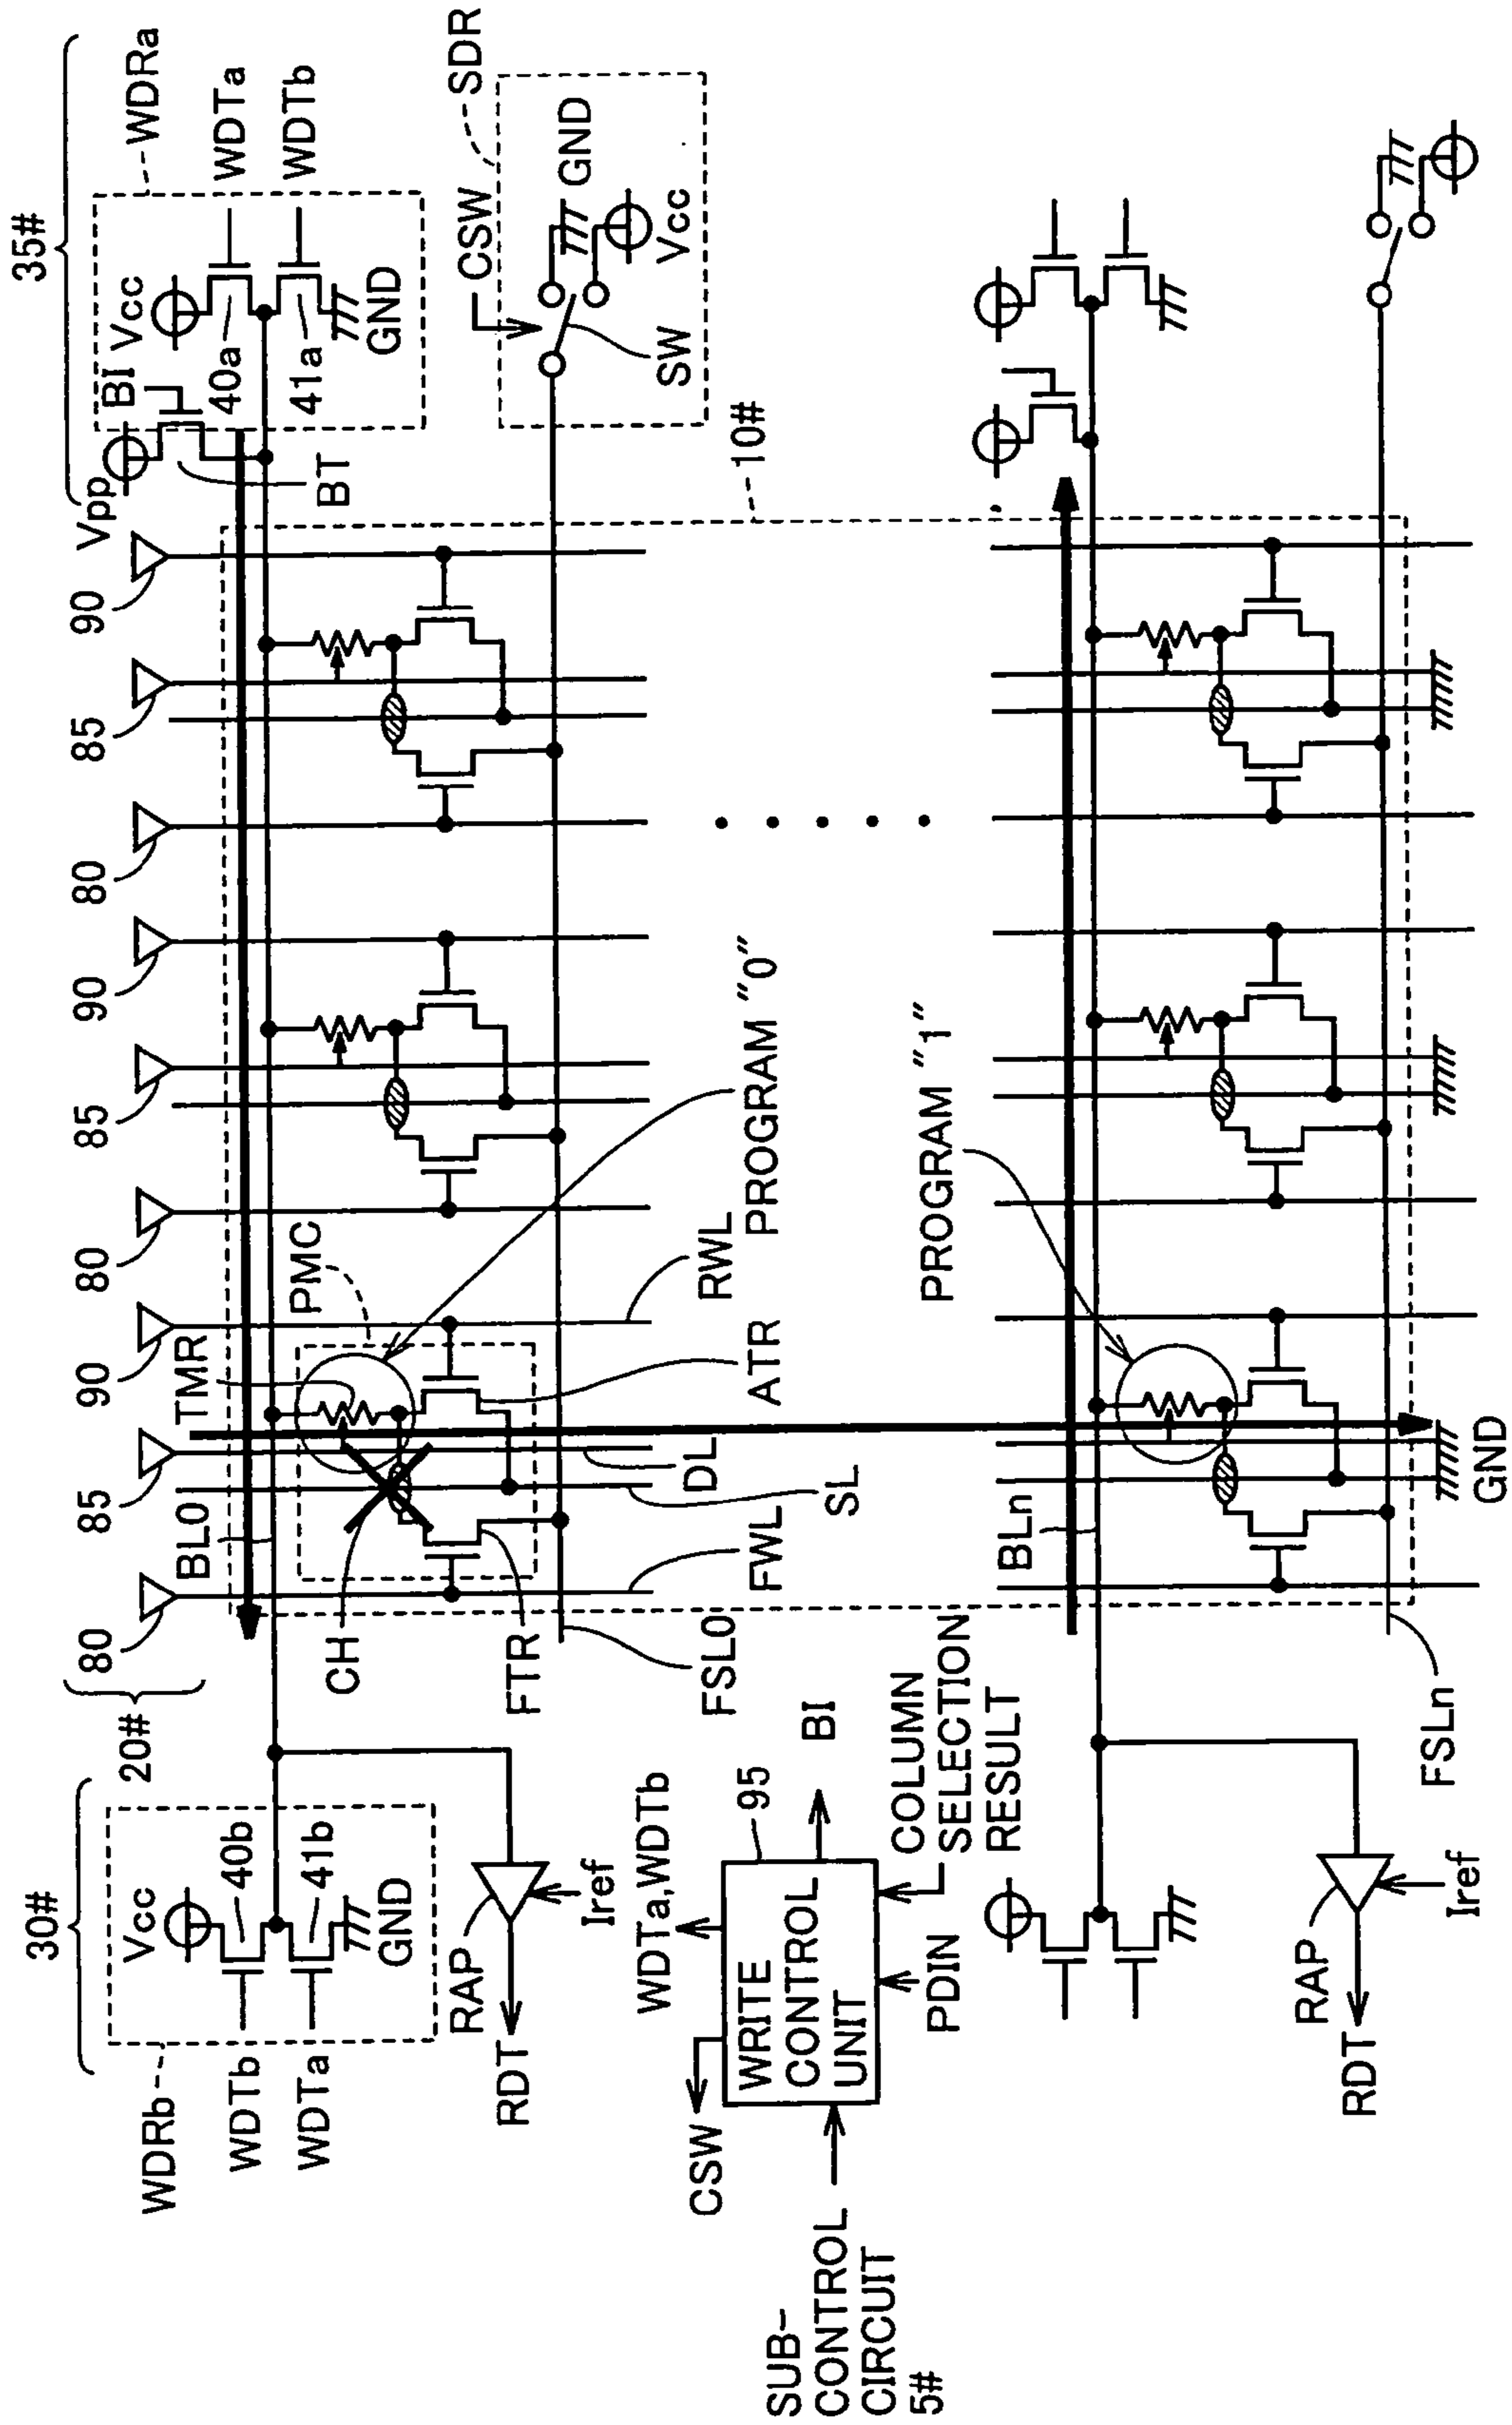 30#
20#
35#
WDRb
WDTb
WDTa
Vcc
40b
41b
GND
RAP
RDT
Iref
80
85
90
80
85
90
80
85
90
Vpp
BI
Vcc
WDRa
WDTa
WDTb
40a
41a
GND
BT
BL0
TMR
PMC
CH
FTR
FSL0
FWL
SL
DL
ATR
RWL
PROGRAM "0"
10#
CSW
SDR
GND
Vcc
SW
CSW
WDTa,WDTb
95
BI
WRITE
CONTROL
UNIT
SUB-
CONTROL
CIRCUIT
5#
PDIN
COLUMN
SELECTION
RESULT
PROGRAM "1"
BLn
RAP
RDT
Iref
FSLn
GND